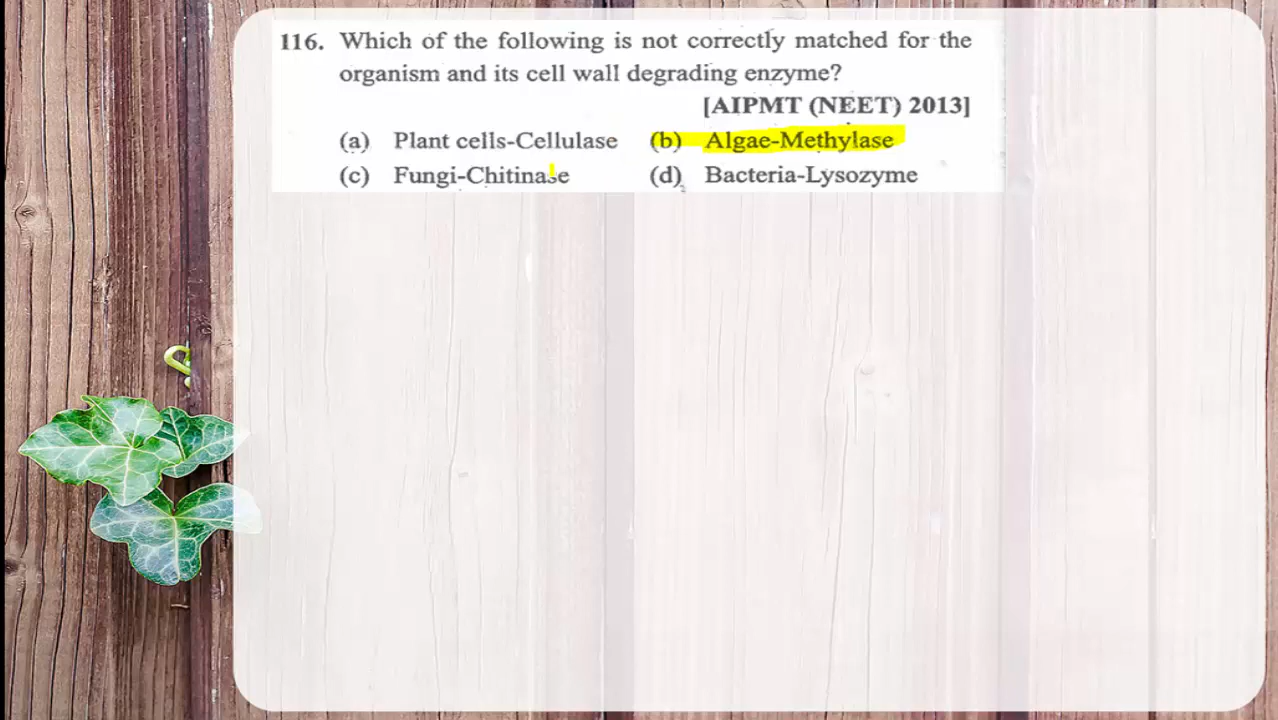 116. Which of the following is not correctly matched for the
organism and its cell wall degrading enzyme?
[AIPMT (NEET) 2013]
(a) Plant cells-Cellulase (b) Algae-Methylase
(c) Fungi-Chitinase (d) Bacteria-Lysozyme